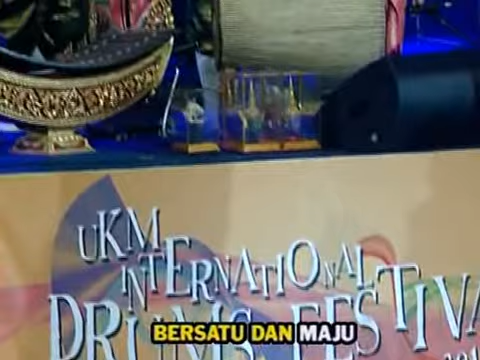 UKM
INTERNATIONAL
DRUMS FESTIVA
BERSATU DAN MAJU